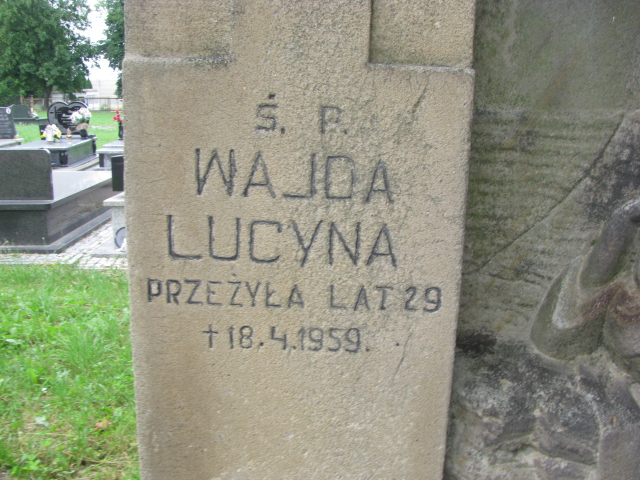 Ś. P.
WAJDA
LUCYNA
PRZEŻYŁA LAT 29
†18.4.1959.